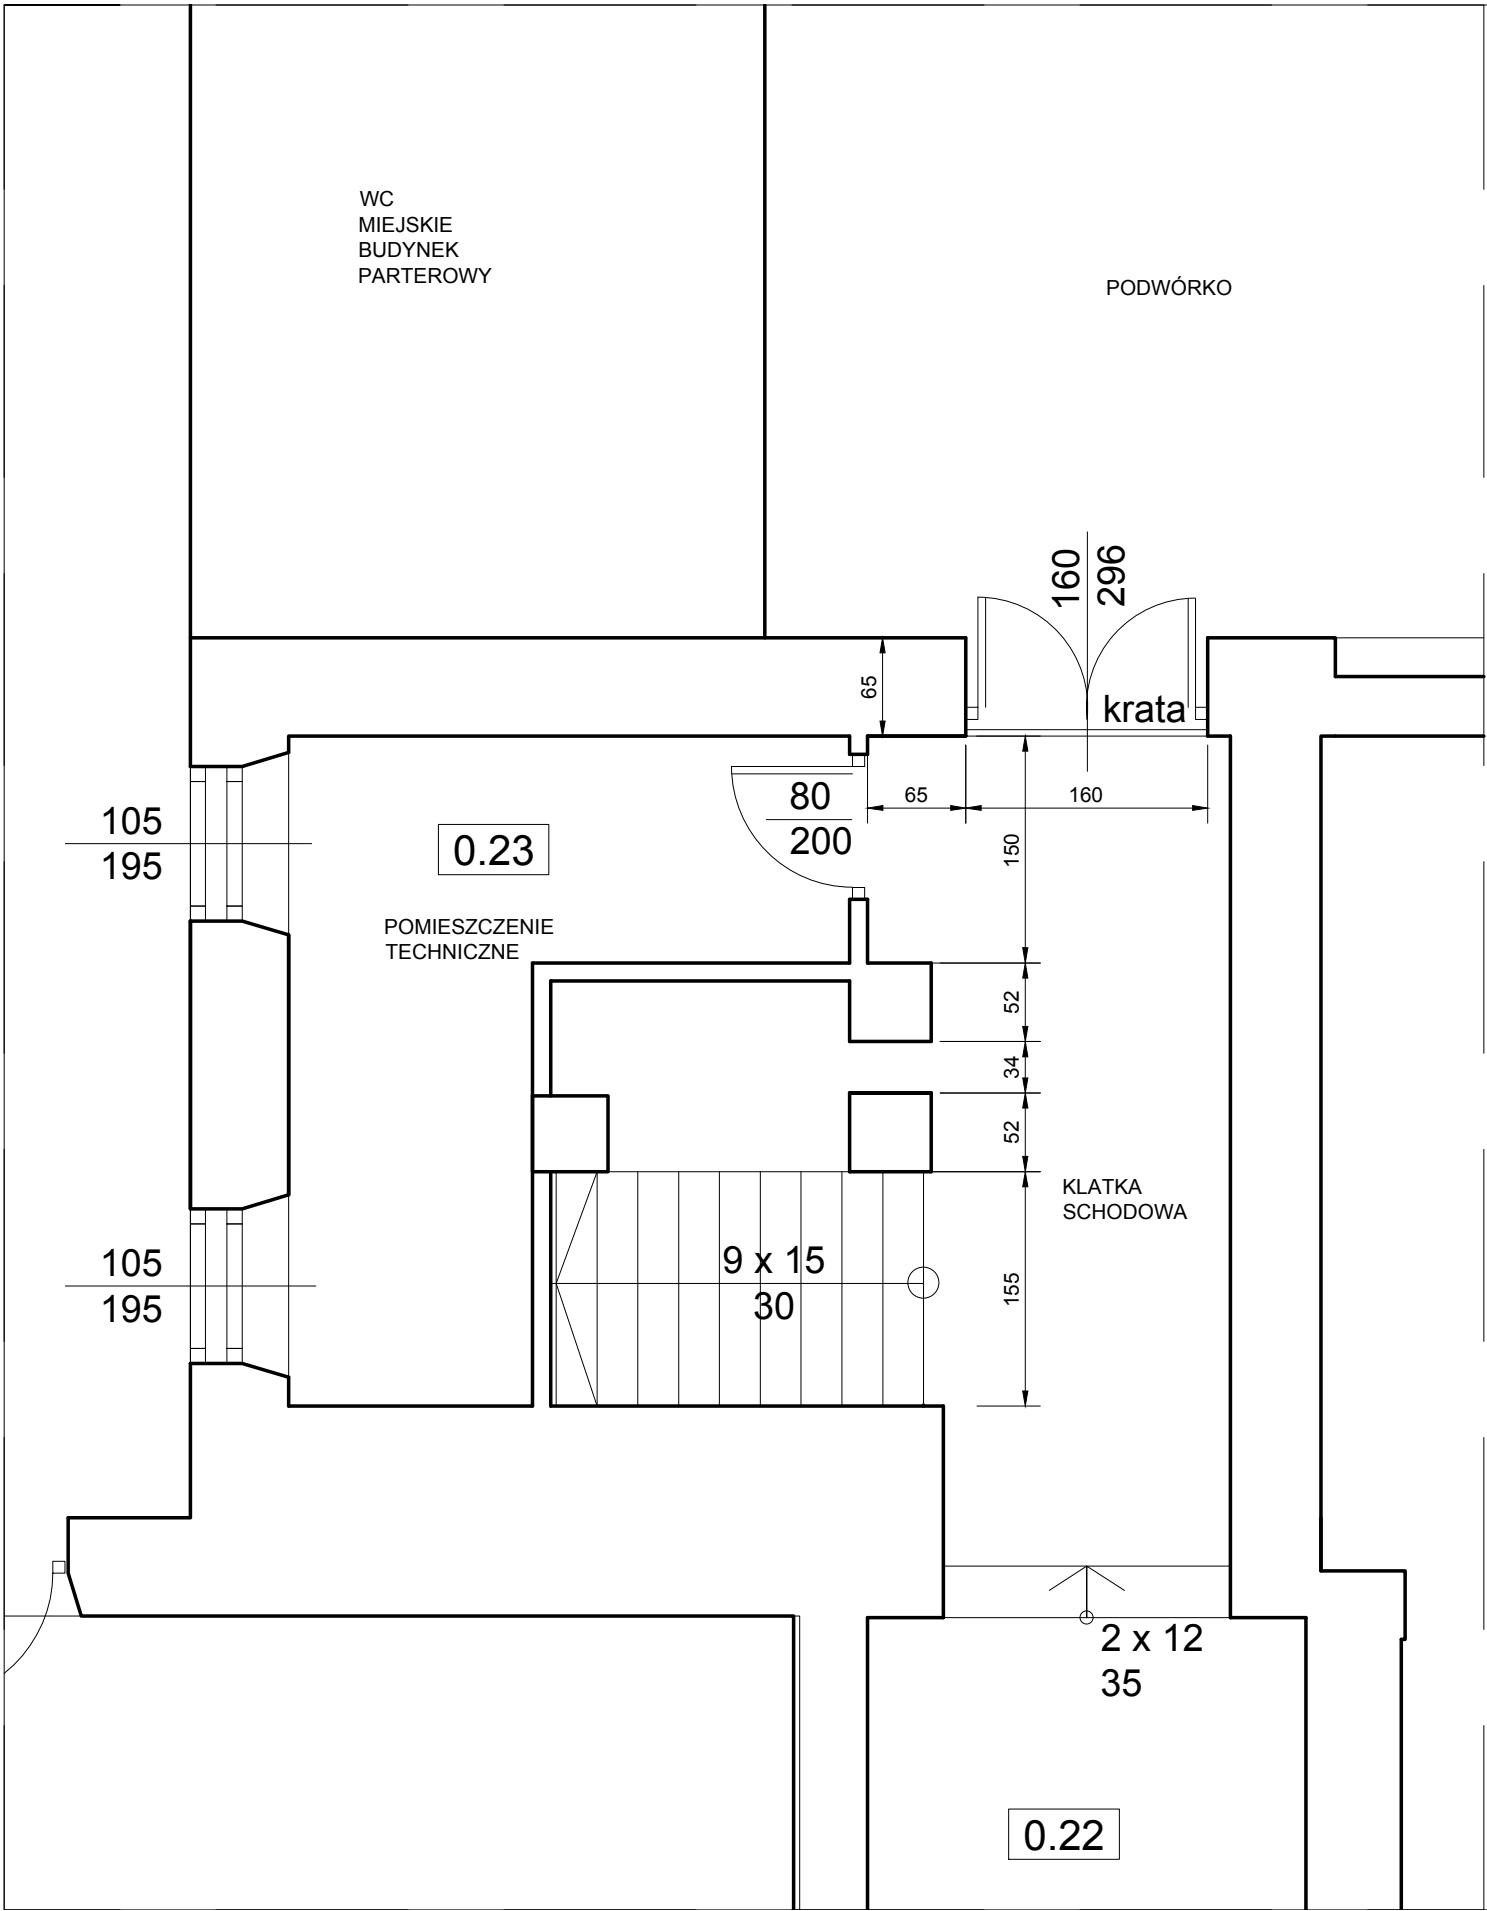 WC
MIEJSKIE
BUDYNEK
PARTEROWY
PODWÓRKO
160
296
krata
65
80
200
65
160
105
195
0.23
150
POMIESZCZENIE
TECHNICZNE
52
34
52
KLATKA
SCHODOWA
105
195
9 x 15
30
155
2 x 12
35
0.22